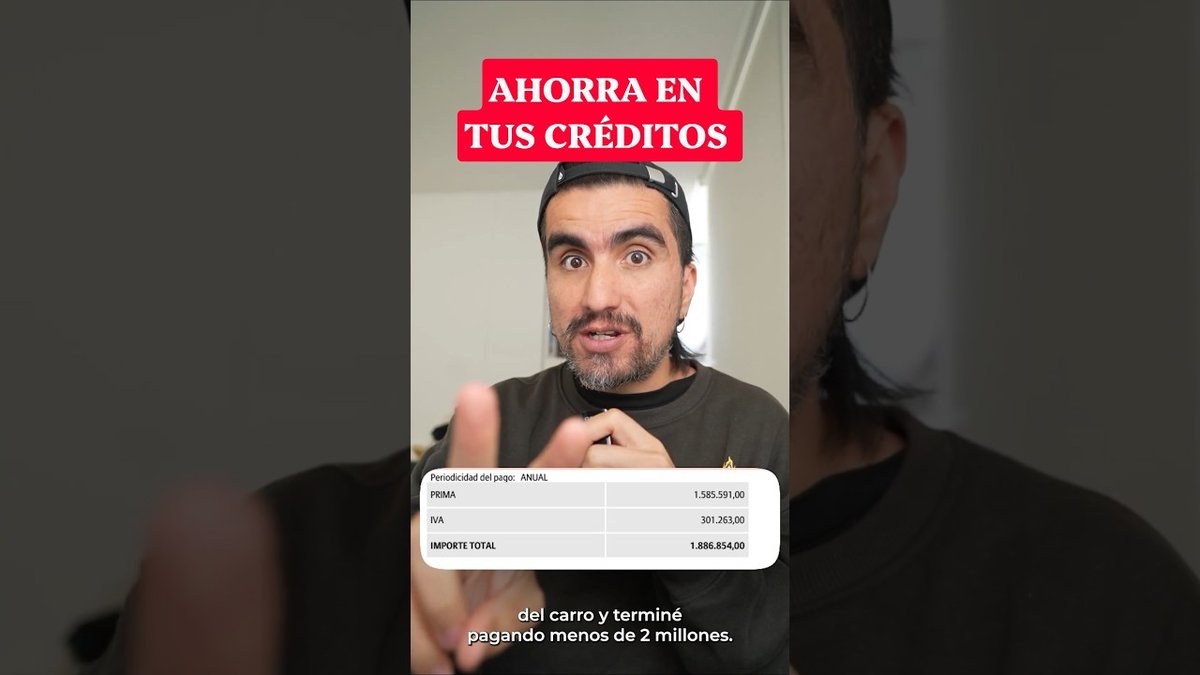 AHORRA EN
TUS CRÉDITOS
Periodicidad del pago: ANUAL
PRIMA 1.585.591,00
IVA 301.263,00
IMPORTE TOTAL 1.886.854,00
del carro y terminé
pagando menos de 2 millones.